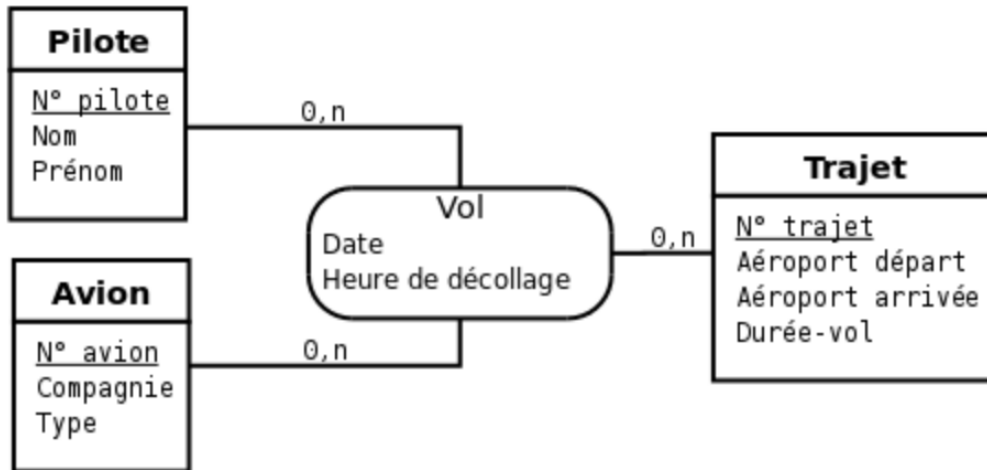 Pilote
N° pilote
Nom
Prénom
0,n
Vol
Date
Heure de décollage
0,n
Trajet
N° trajet
Aéroport départ
Aéroport arrivée
Durée-vol
Avion
N° avion
Compagnie
Type
0,n